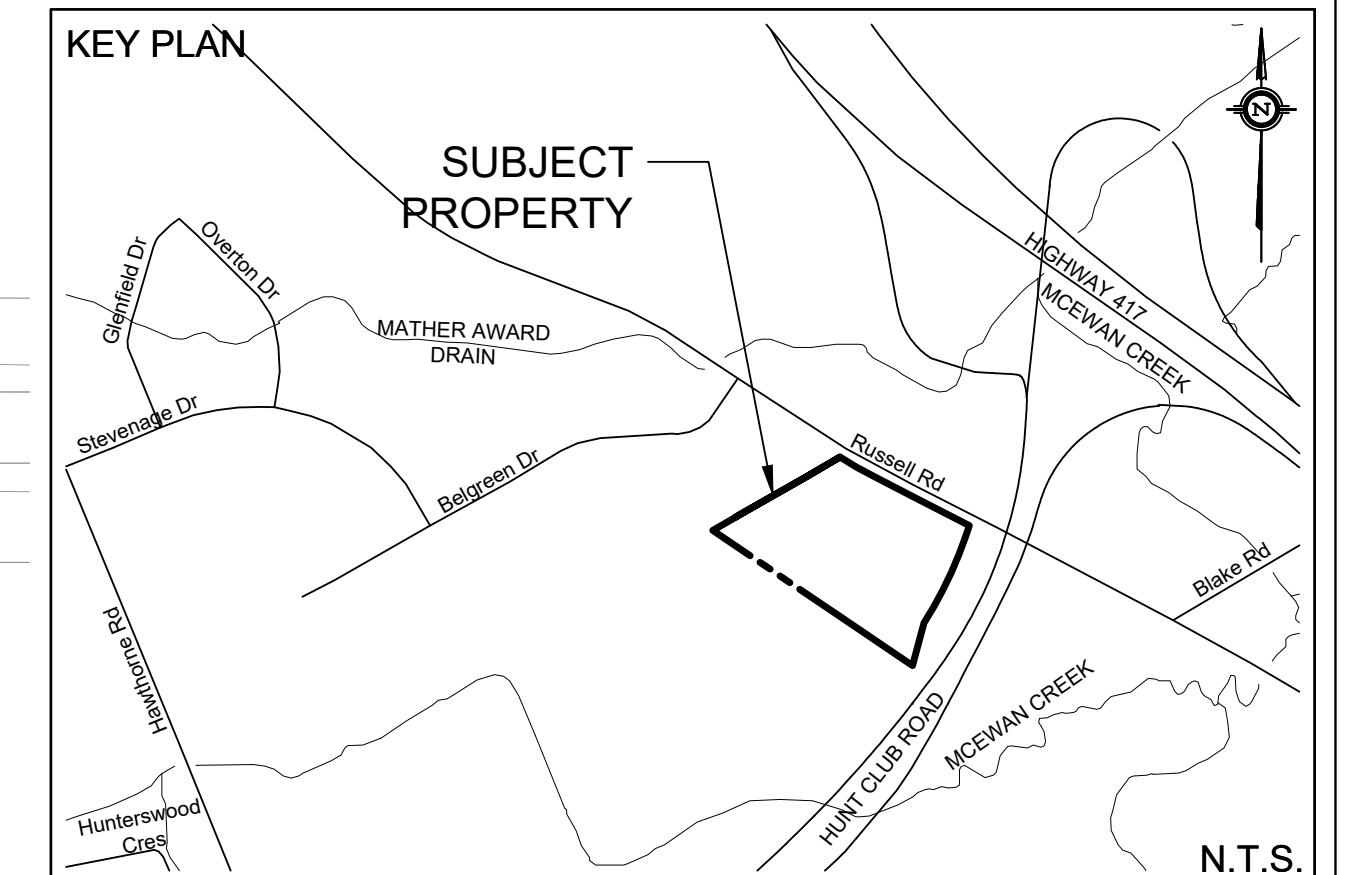 KEY PLAN
N
SUBJECT
PROPERTY
Glenfield Dr
Overton Dr
HIGHWAY 417
MCEWAN CREEK
MATHER AWARD
DRAIN
Stevenage Dr
Belgreen Dr
Russell Rd
Blake Rd
Hawthorne Rd
HUNT CLUB ROAD
MCEWAN CREEK
Hunterswood
Cres
N.T.S.